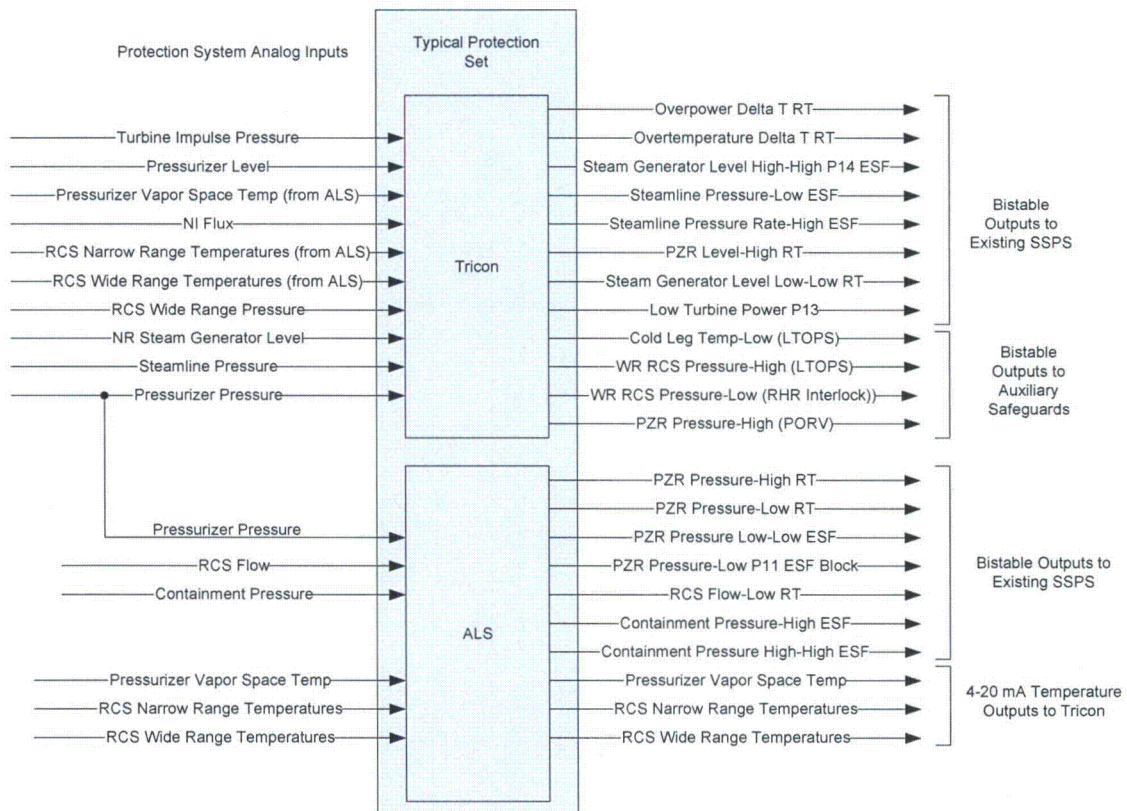 Protection System Analog Inputs
Typical Protection
Set
Turbine Impulse Pressure
Pressurizer Level
Pressurizer Vapor Space Temp (from ALS)
NI Flux
RCS Narrow Range Temperatures (from ALS)
RCS Wide Range Temperatures (from ALS)
RCS Wide Range Pressure
NR Steam Generator Level
Steamline Pressure
Pressurizer Pressure
Tricon
Overpower Delta T RT
Overtemperature Delta T RT
Steam Generator Level High-High P14 ESF
Steamline Pressure-Low ESF
Steamline Pressure Rate-High ESF
PZR Level-High RT
Steam Generator Level Low-Low RT
Low Turbine Power P13
Cold Leg Temp-Low (LTOPS)
WR RCS Pressure-High (LTOPS)
WR RCS Pressure-Low (RHR Interlock))
PZR Pressure-High (PORV)
Bistable
Outputs to
Existing SSPS
Bistable
Outputs to
Auxiliary
Safeguards
Pressurizer Pressure
RCS Flow
Containment Pressure
Pressurizer Vapor Space Temp
RCS Narrow Range Temperatures
RCS Wide Range Temperatures
ALS
PZR Pressure-High RT
PZR Pressure-Low RT
PZR Pressure Low-Low ESF
PZR Pressure-Low P11 ESF Block
RCS Flow-Low RT
Containment Pressure-High ESF
Containment Pressure High-High ESF
Pressurizer Vapor Space Temp
RCS Narrow Range Temperatures
RCS Wide Range Temperatures
Bistable Outputs to
Existing SSPS
4-20 mA Temperature
Outputs to Tricon